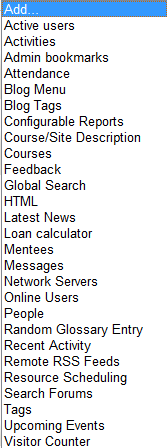 Add...
Active users
Activities
Admin bookmarks
Attendance
Blog Menu
Blog Tags
Configurable Reports
Course/Site Description
Courses
Feedback
Global Search
HTML
Latest News
Loan calculator
Mentees
Messages
Network Servers
Online Users
People
Random Glossary Entry
Recent Activity
Remote RSS Feeds
Resource Scheduling
Search Forums
Tags
Upcoming Events
Visitor Counter